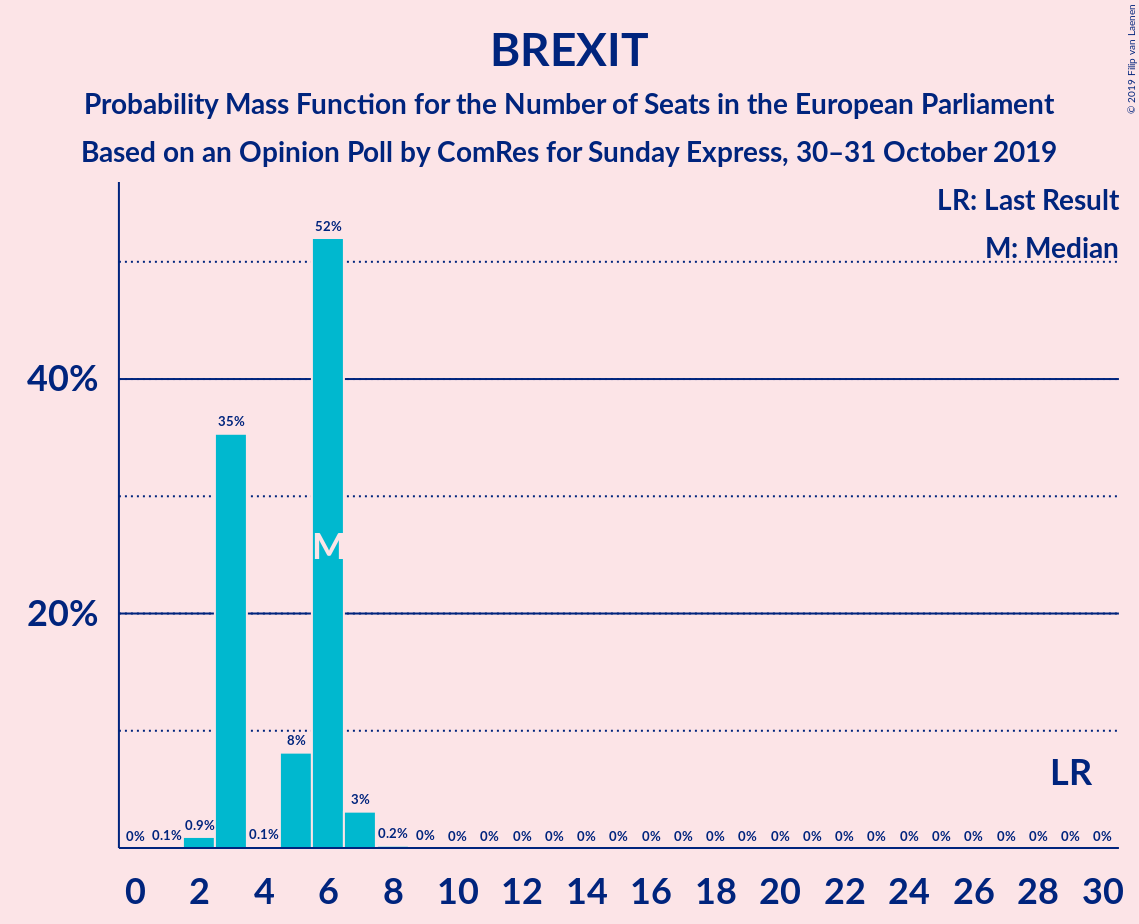 BREXIT
Probability Mass Function for the Number of Seats in the European Parliament
Based on an Opinion Poll by ComRes for Sunday Express, 30–31 October 2019
© 2019 Filip van Laenen
LR: Last Result
M: Median
52%
40%
35%
M
20%
8%
LR
3%
0% 0.1% 0.9% 0.1% 0.2% 0% 0% 0% 0% 0% 0% 0% 0% 0% 0% 0% 0% 0% 0% 0% 0% 0% 0% 0% 0% 0% 0%
0 2 4 6 8 10 12 14 16 18 20 22 24 26 28 30